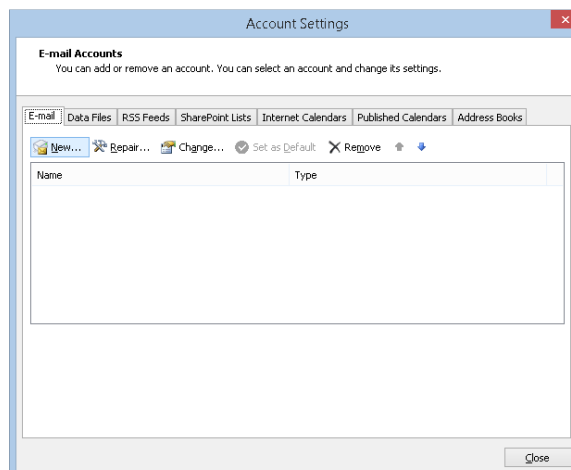 Account Settings
E-mail Accounts
You can add or remove an account. You can select an account and change its settings.
E-mail Data Files RSS Feeds SharePoint Lists Internet Calendars Published Calendars Address Books
New... Repair... Change... Set as Default Remove
Name Type
Close